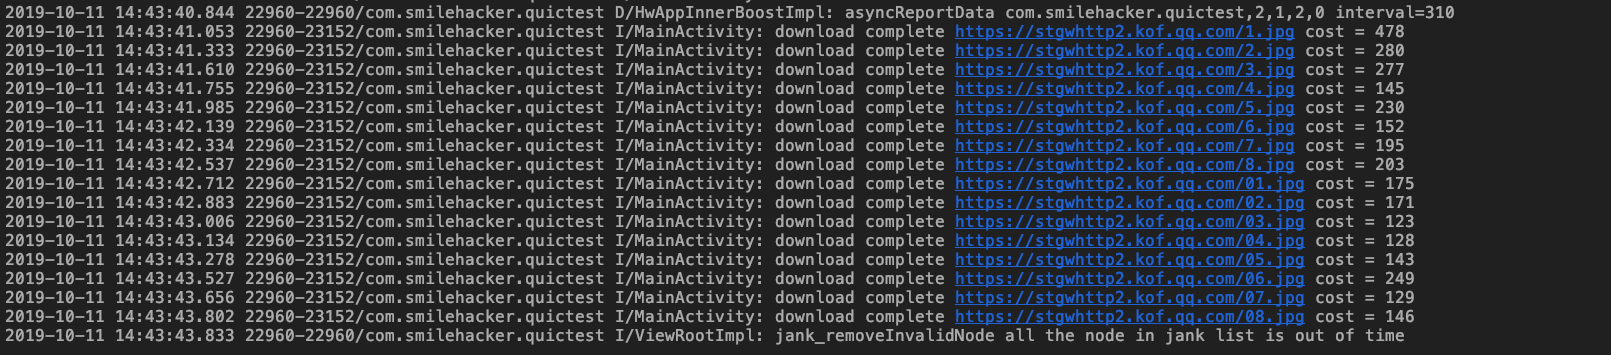 2019-10-11 14:43:40.844 22960-22960/com.smilehacker.quictest D/HwAppInnerBoostImpl: asyncReportData com.smilehacker.quictest,2,1,2,0 interval=310
2019-10-11 14:43:41.053 22960-23152/com.smilehacker.quictest I/MainActivity: download complete https://stgwhttp2.kof.qq.com/1.jpg cost = 478
2019-10-11 14:43:41.333 22960-23152/com.smilehacker.quictest I/MainActivity: download complete https://stgwhttp2.kof.qq.com/2.jpg cost = 280
2019-10-11 14:43:41.610 22960-23152/com.smilehacker.quictest I/MainActivity: download complete https://stgwhttp2.kof.qq.com/3.jpg cost = 277
2019-10-11 14:43:41.755 22960-23152/com.smilehacker.quictest I/MainActivity: download complete https://stgwhttp2.kof.qq.com/4.jpg cost = 145
2019-10-11 14:43:41.985 22960-23152/com.smilehacker.quictest I/MainActivity: download complete https://stgwhttp2.kof.qq.com/5.jpg cost = 230
2019-10-11 14:43:42.139 22960-23152/com.smilehacker.quictest I/MainActivity: download complete https://stgwhttp2.kof.qq.com/6.jpg cost = 152
2019-10-11 14:43:42.334 22960-23152/com.smilehacker.quictest I/MainActivity: download complete https://stgwhttp2.kof.qq.com/7.jpg cost = 195
2019-10-11 14:43:42.537 22960-23152/com.smilehacker.quictest I/MainActivity: download complete https://stgwhttp2.kof.qq.com/8.jpg cost = 203
2019-10-11 14:43:42.712 22960-23152/com.smilehacker.quictest I/MainActivity: download complete https://stgwhttp2.kof.qq.com/01.jpg cost = 175
2019-10-11 14:43:42.883 22960-23152/com.smilehacker.quictest I/MainActivity: download complete https://stgwhttp2.kof.qq.com/02.jpg cost = 171
2019-10-11 14:43:43.006 22960-23152/com.smilehacker.quictest I/MainActivity: download complete https://stgwhttp2.kof.qq.com/03.jpg cost = 123
2019-10-11 14:43:43.134 22960-23152/com.smilehacker.quictest I/MainActivity: download complete https://stgwhttp2.kof.qq.com/04.jpg cost = 128
2019-10-11 14:43:43.278 22960-23152/com.smilehacker.quictest I/MainActivity: download complete https://stgwhttp2.kof.qq.com/05.jpg cost = 143
2019-10-11 14:43:43.527 22960-23152/com.smilehacker.quictest I/MainActivity: download complete https://stgwhttp2.kof.qq.com/06.jpg cost = 249
2019-10-11 14:43:43.656 22960-23152/com.smilehacker.quictest I/MainActivity: download complete https://stgwhttp2.kof.qq.com/07.jpg cost = 129
2019-10-11 14:43:43.802 22960-23152/com.smilehacker.quictest I/MainActivity: download complete https://stgwhttp2.kof.qq.com/08.jpg cost = 146
2019-10-11 14:43:43.833 22960-22960/com.smilehacker.quictest I/ViewRootImpl: jank_removeInvalidNode all the node in jank list is out of time